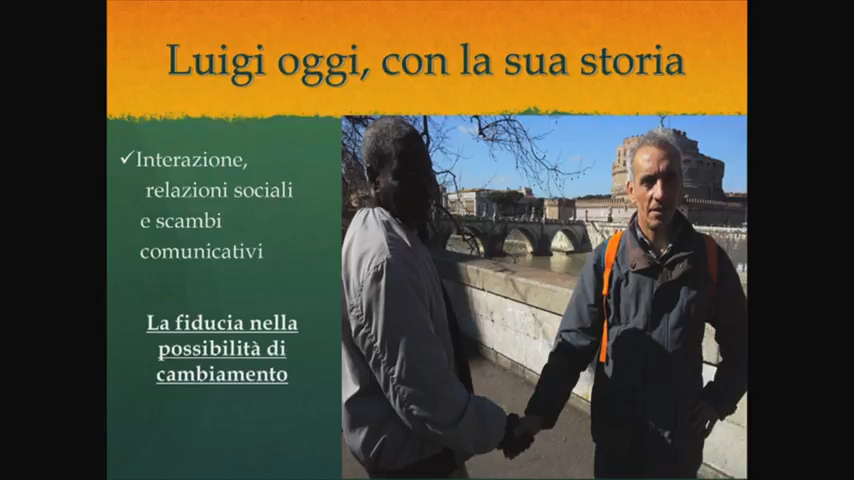 Luigi oggi, con la sua storia
✓Interazione,
relazioni sociali
e scambi
comunicativi
La fiducia nella
possibilità di
cambiamento